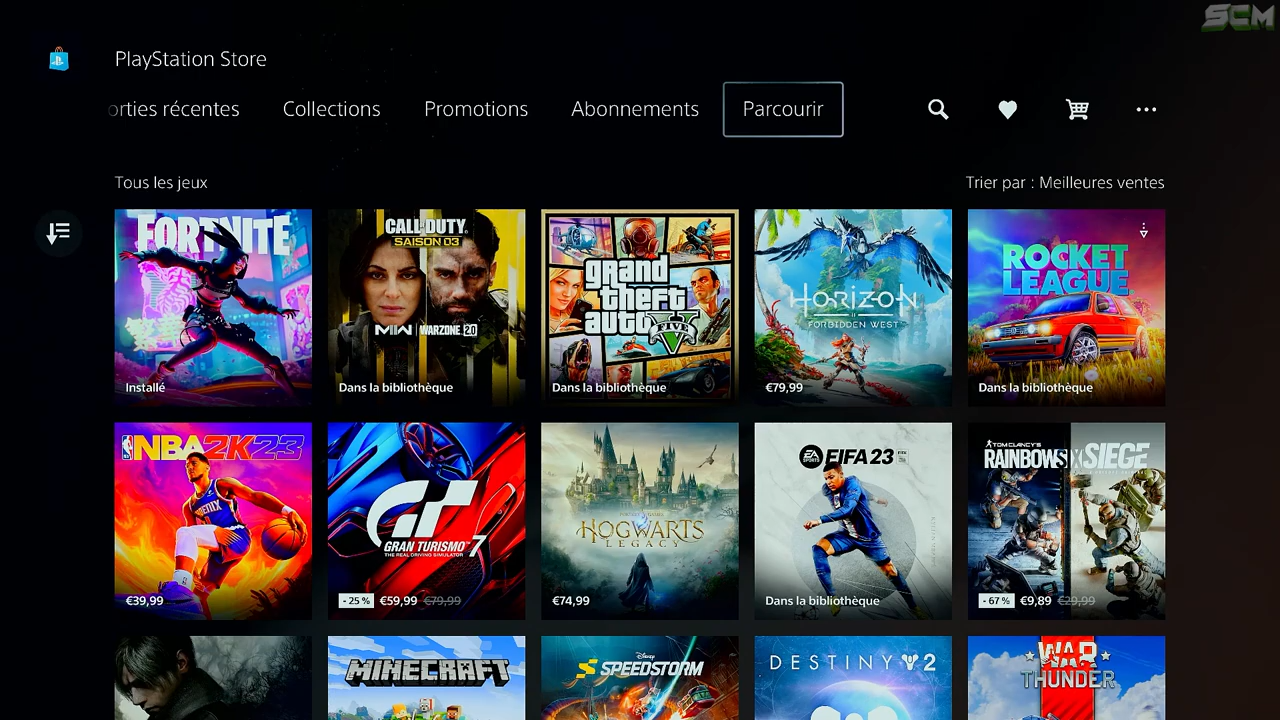 SCM
PlayStation Store
orties récentes
Collections
Promotions
Abonnements
Parcourir
Tous les jeux
Trier par : Meilleures ventes
FORTNITE
Installé
CALL OF DUTY
SAISON 03
MWII WARZONE 2.0
Dans la bibliothèque
grand
theft
auto
V
FIVE
Dans la bibliothèque
HORIZON
FORBIDDEN WEST
€79,99
ROCKET
LEAGUE
Dans la bibliothèque
NBA2K23
PHOENIX
€39,99
GT
GRAN TURISMO 7
THE REAL DRIVING SIMULATOR
-25 % €59,99 €79,99
HOGWARTS
LEGACY
€74,99
EA SPORTS FIFA 23
Dans la bibliothèque
TOM CLANCY'S
RAINBOW SIX SIEGE
-67 % €9,89 €29,99
MINECRAFT
Disney
SPEEDSTORM
DESTINY 2
WAR
THUNDER